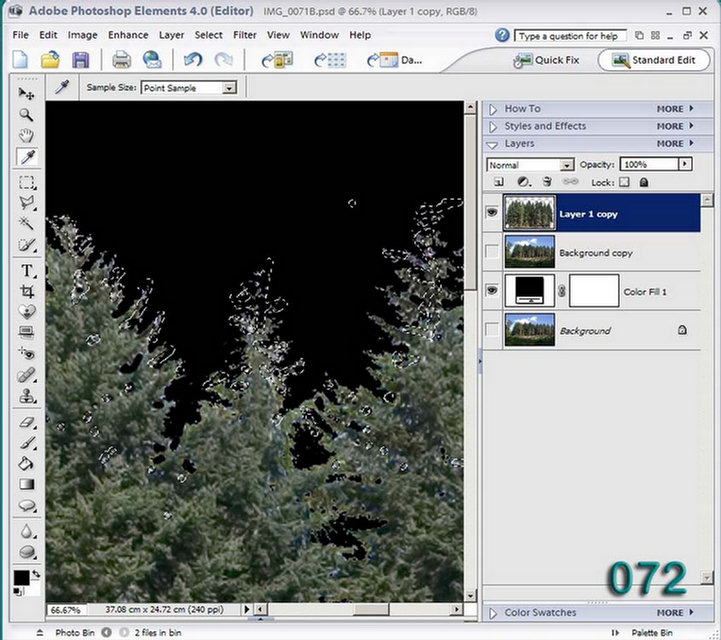 Adobe Photoshop Elements 4.0 (Editor) IMG_0071B.psd @ 66.7% (Layer 1 copy, RGB/8)
File Edit Image Enhance Layer Select Filter View Window Help Type a question for help
Da... Quick Fix Standard Edit
Sample Size: Point Sample
How To MORE
Styles and Effects MORE
Layers MORE
Normal Opacity: 100%
Lock:
Layer 1 copy
Background copy
Color Fill 1
Background
072
66.67% 37.08 cm x 24.72 cm (240 ppi)
Color Swatches MORE
Photo Bin 2 files in bin Palette Bin